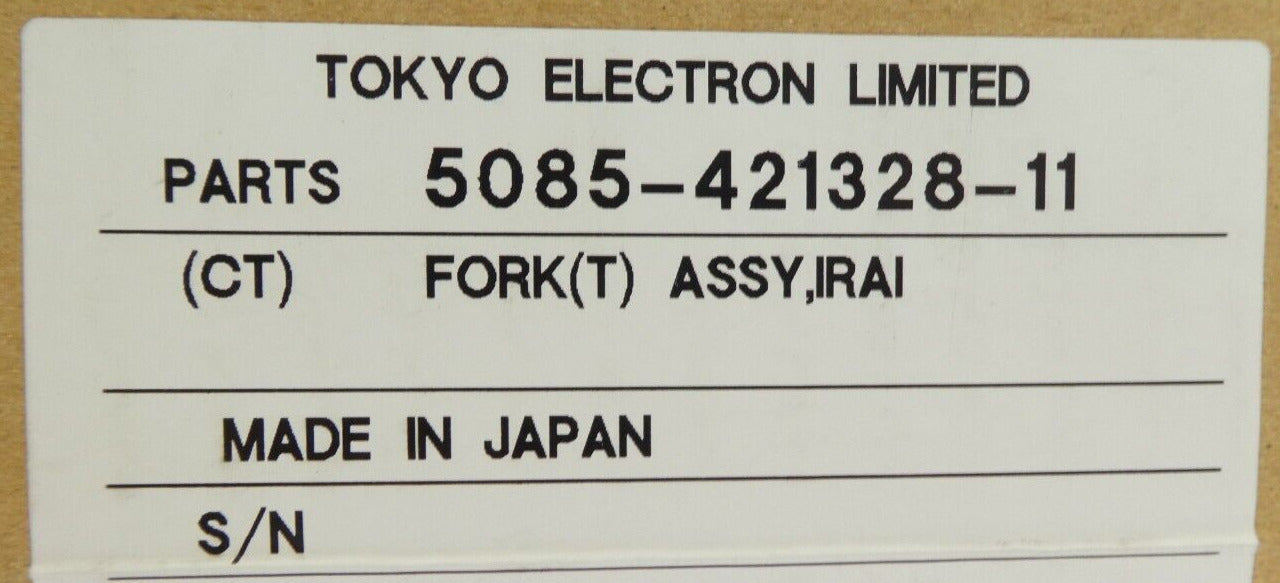 TOKYO ELECTRON LIMITED
PARTS 5085-421328-11
(CT) FORK(T) ASSY,IRAI
MADE IN JAPAN
S/N